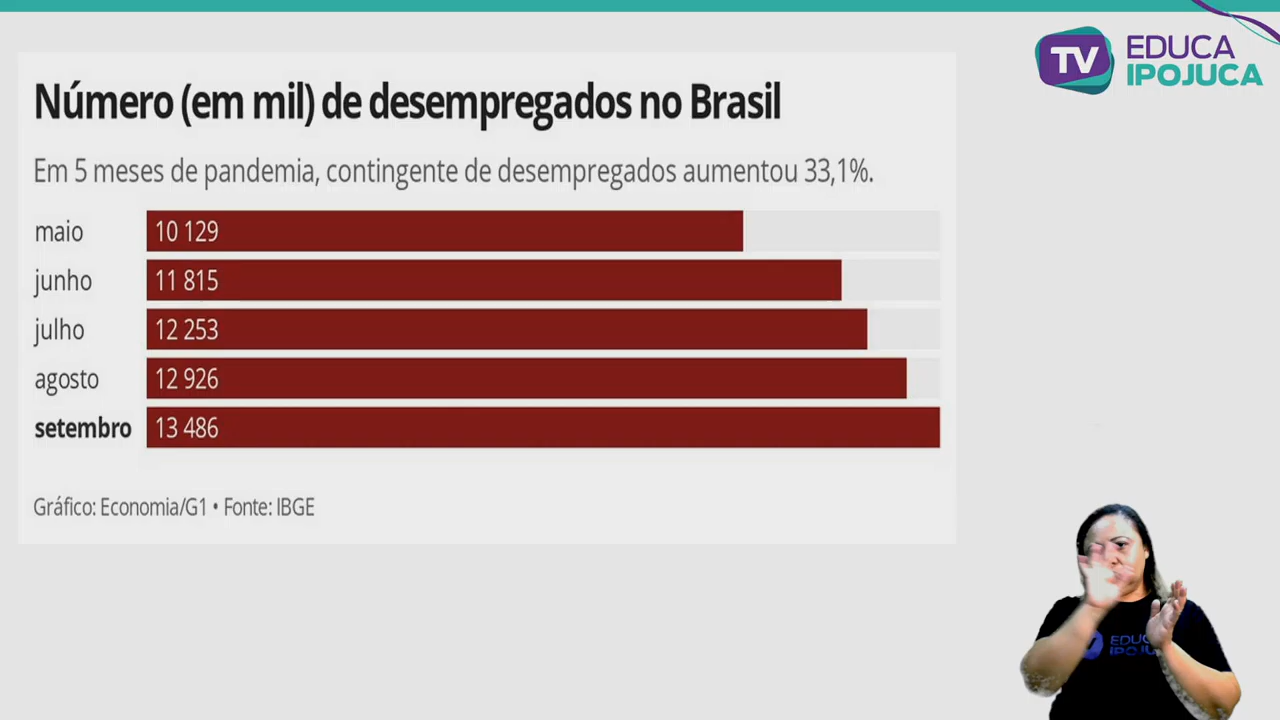 TV EDUCA
IPOJUCA
Número (em mil) de desempregados no Brasil
Em 5 meses de pandemia, contingente de desempregados aumentou 33,1%.
maio 10 129
junho 11 815
julho 12 253
agosto 12 926
setembro 13 486
Gráfico: Economia/G1 • Fonte: IBGE